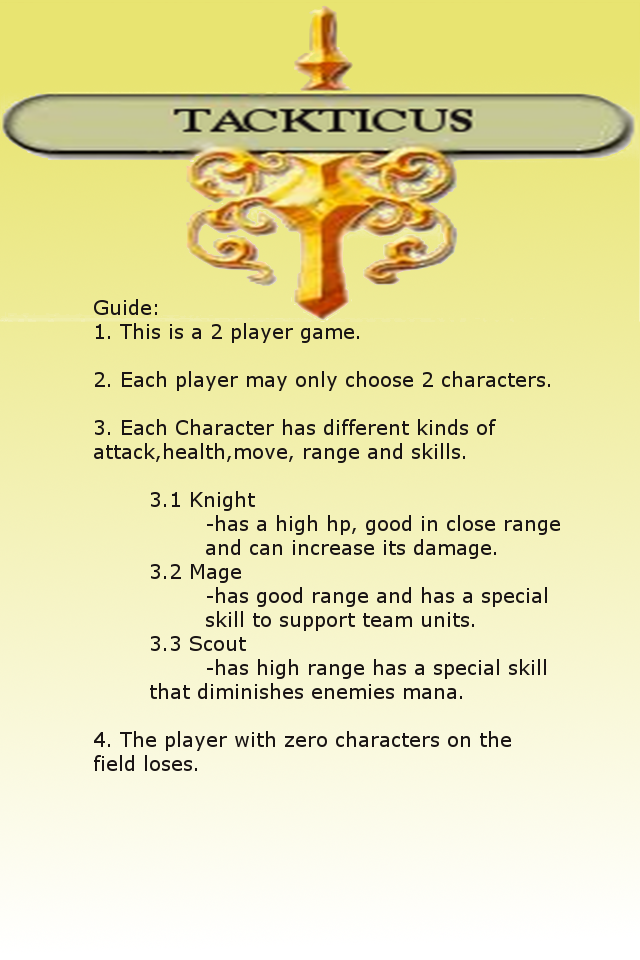 TACKTICUS
Guide:
1. This is a 2 player game.
2. Each player may only choose 2 characters.
3. Each Character has different kinds of
attack,health,move, range and skills.
3.1 Knight
-has a high hp, good in close range
and can increase its damage.
3.2 Mage
-has good range and has a special
skill to support team units.
3.3 Scout
-has high range has a special skill
that diminishes enemies mana.
4. The player with zero characters on the
field loses.